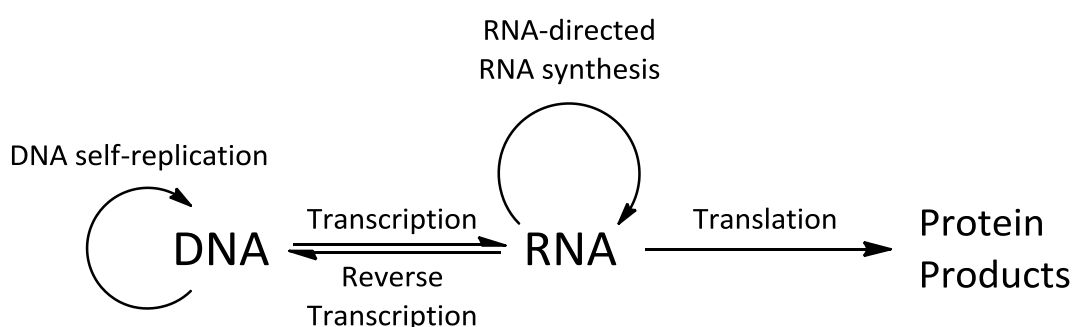 RNA-directed
RNA synthesis
DNA self-replication
DNA
Transcription
Reverse
Transcription
RNA
Translation
Protein
Products